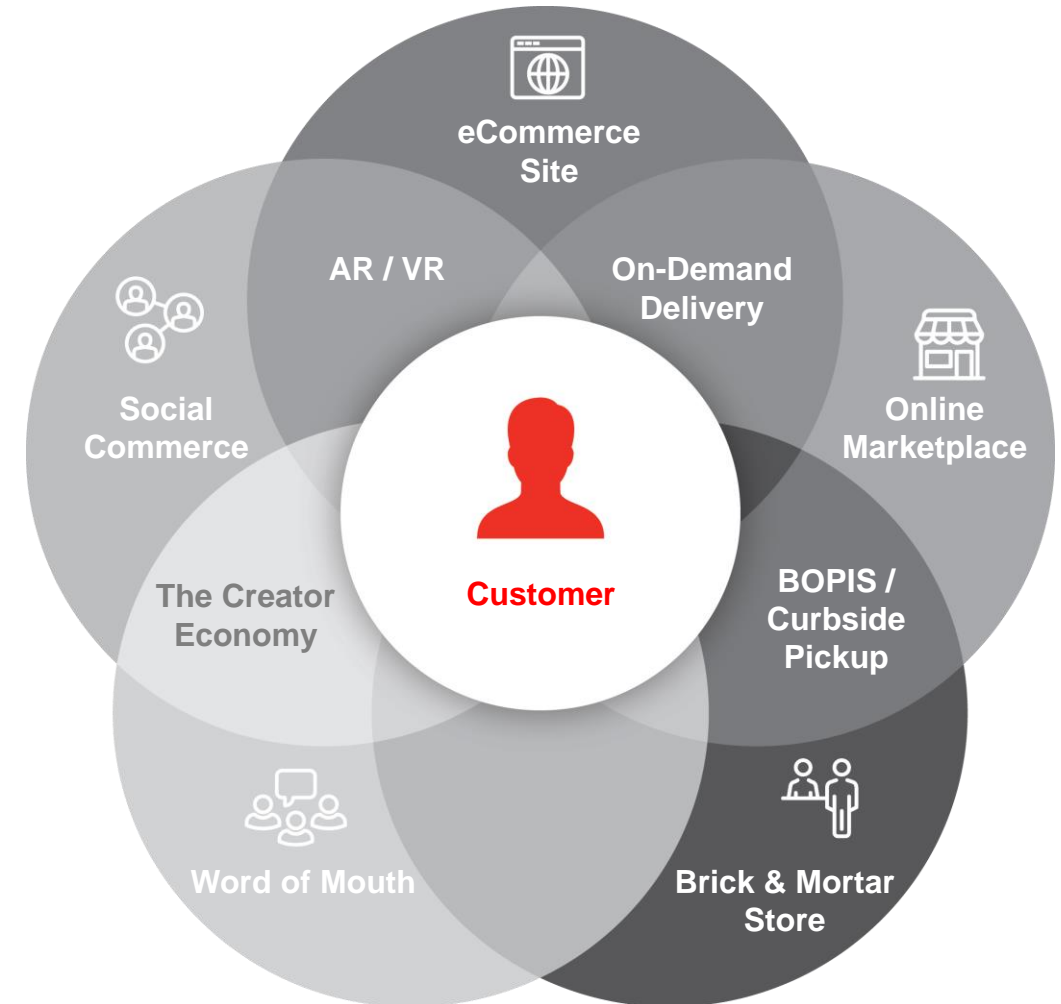 eCommerce
Site
AR / VR
On-Demand
Delivery
Social
Commerce
Online
Marketplace
The Creator
Economy
Customer
BOPIS /
Curbside
Pickup
Word of Mouth
Brick & Mortar
Store